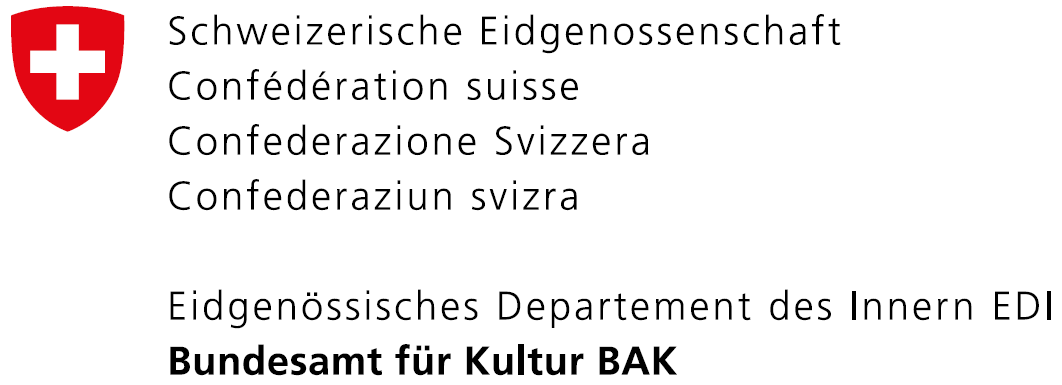 Schweizerische Eidgenossenschaft
Confédération suisse
Confederazione Svizzera
Confederaziun svizra
Eidgenössisches Departement des Innern EDI
Bundesamt für Kultur BAK